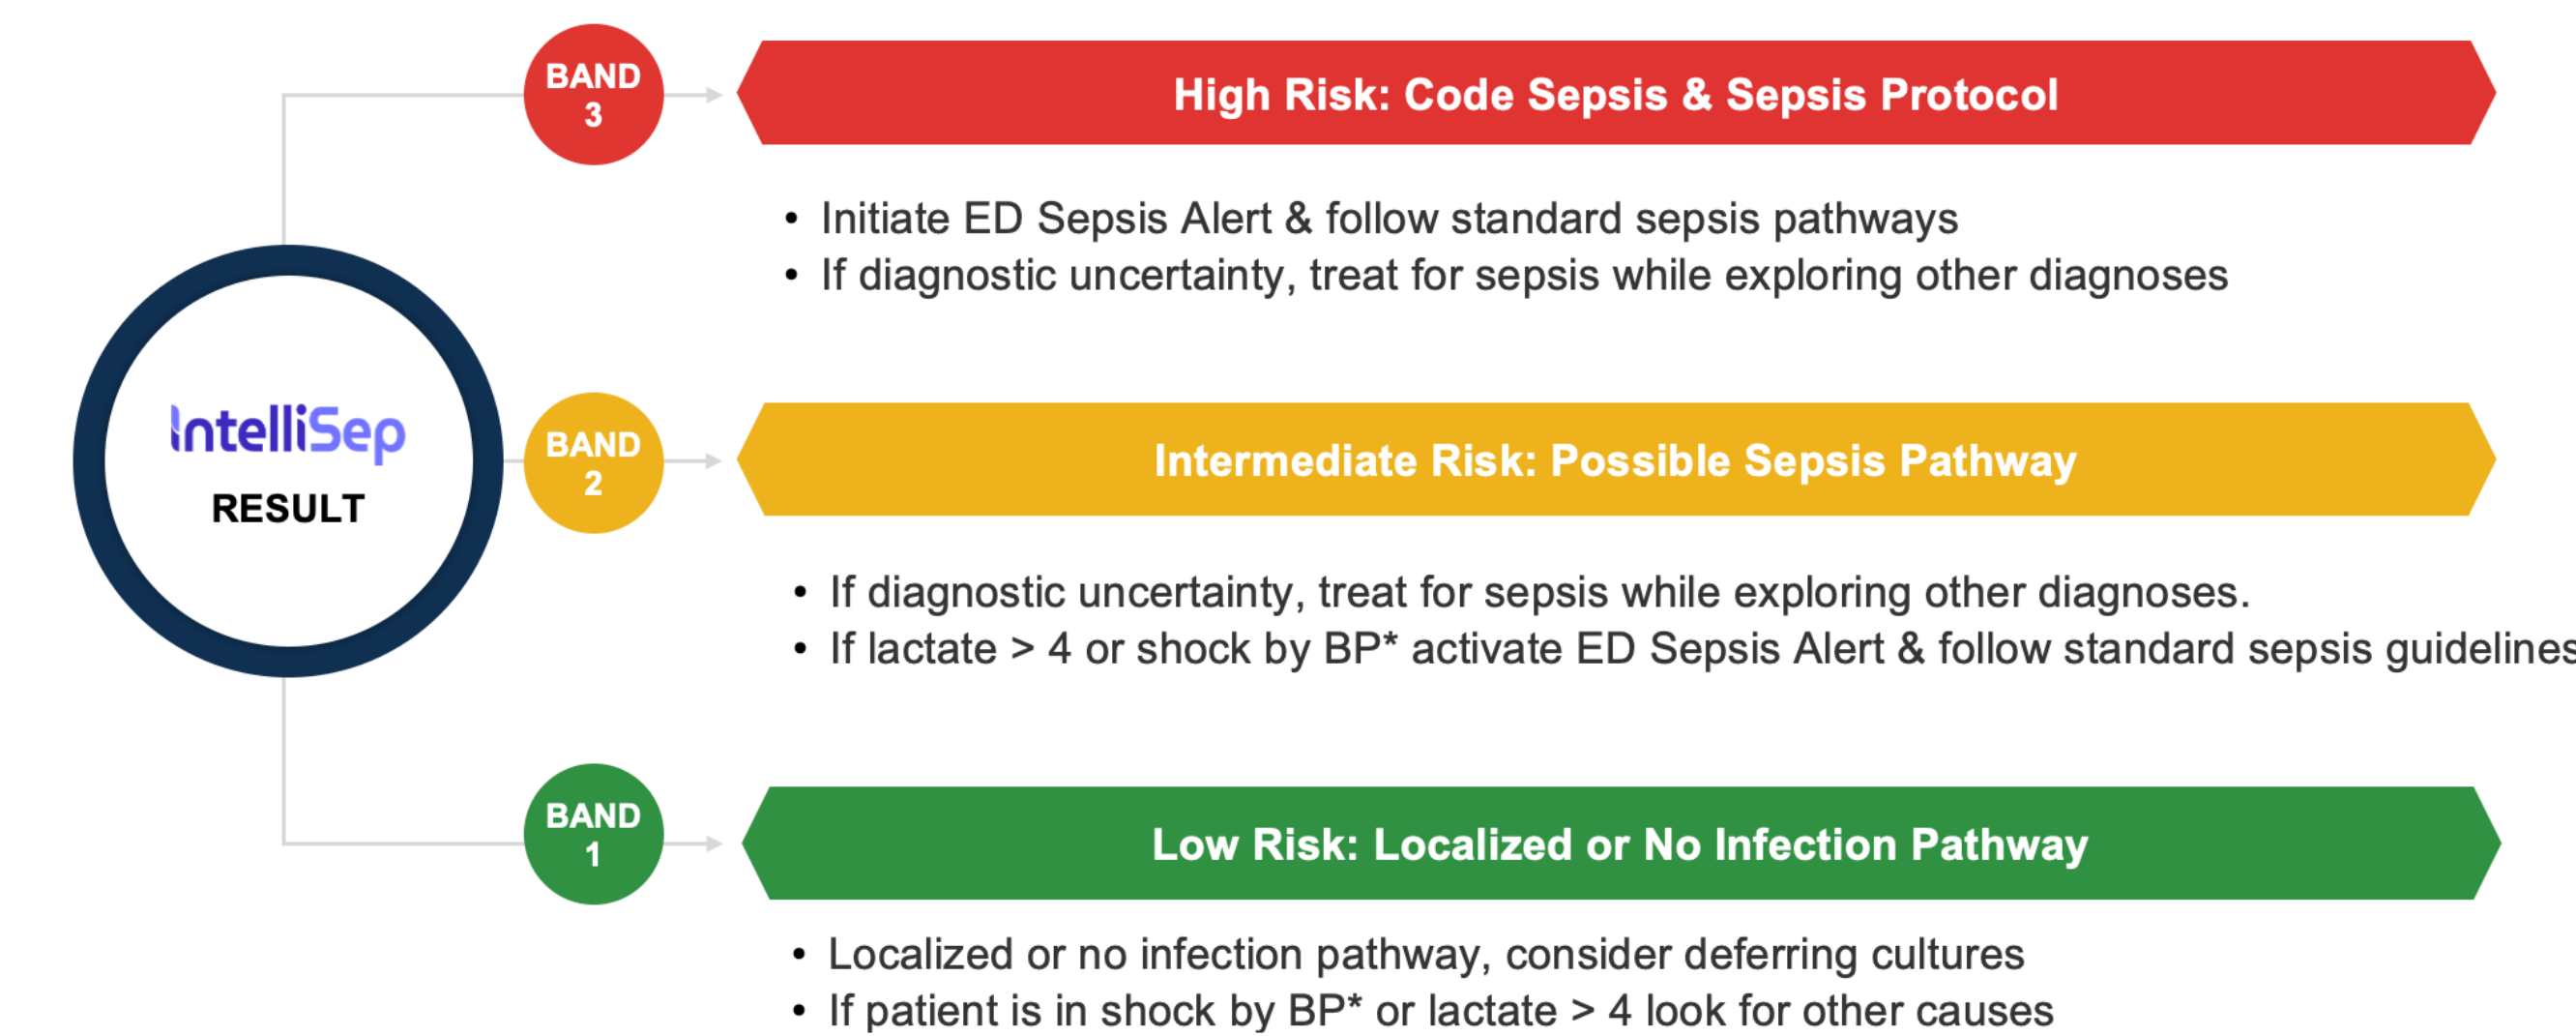 BAND
3
High Risk: Code Sepsis & Sepsis Protocol
• Initiate ED Sepsis Alert & follow standard sepsis pathways
• If diagnostic uncertainty, treat for sepsis while exploring other diagnoses
IntelliSep
RESULT
BAND
2
Intermediate Risk: Possible Sepsis Pathway
• If diagnostic uncertainty, treat for sepsis while exploring other diagnoses.
• If lactate > 4 or shock by BP* activate ED Sepsis Alert & follow standard sepsis guidelines
BAND
1
Low Risk: Localized or No Infection Pathway
• Localized or no infection pathway, consider deferring cultures
• If patient is in shock by BP* or lactate > 4 look for other causes